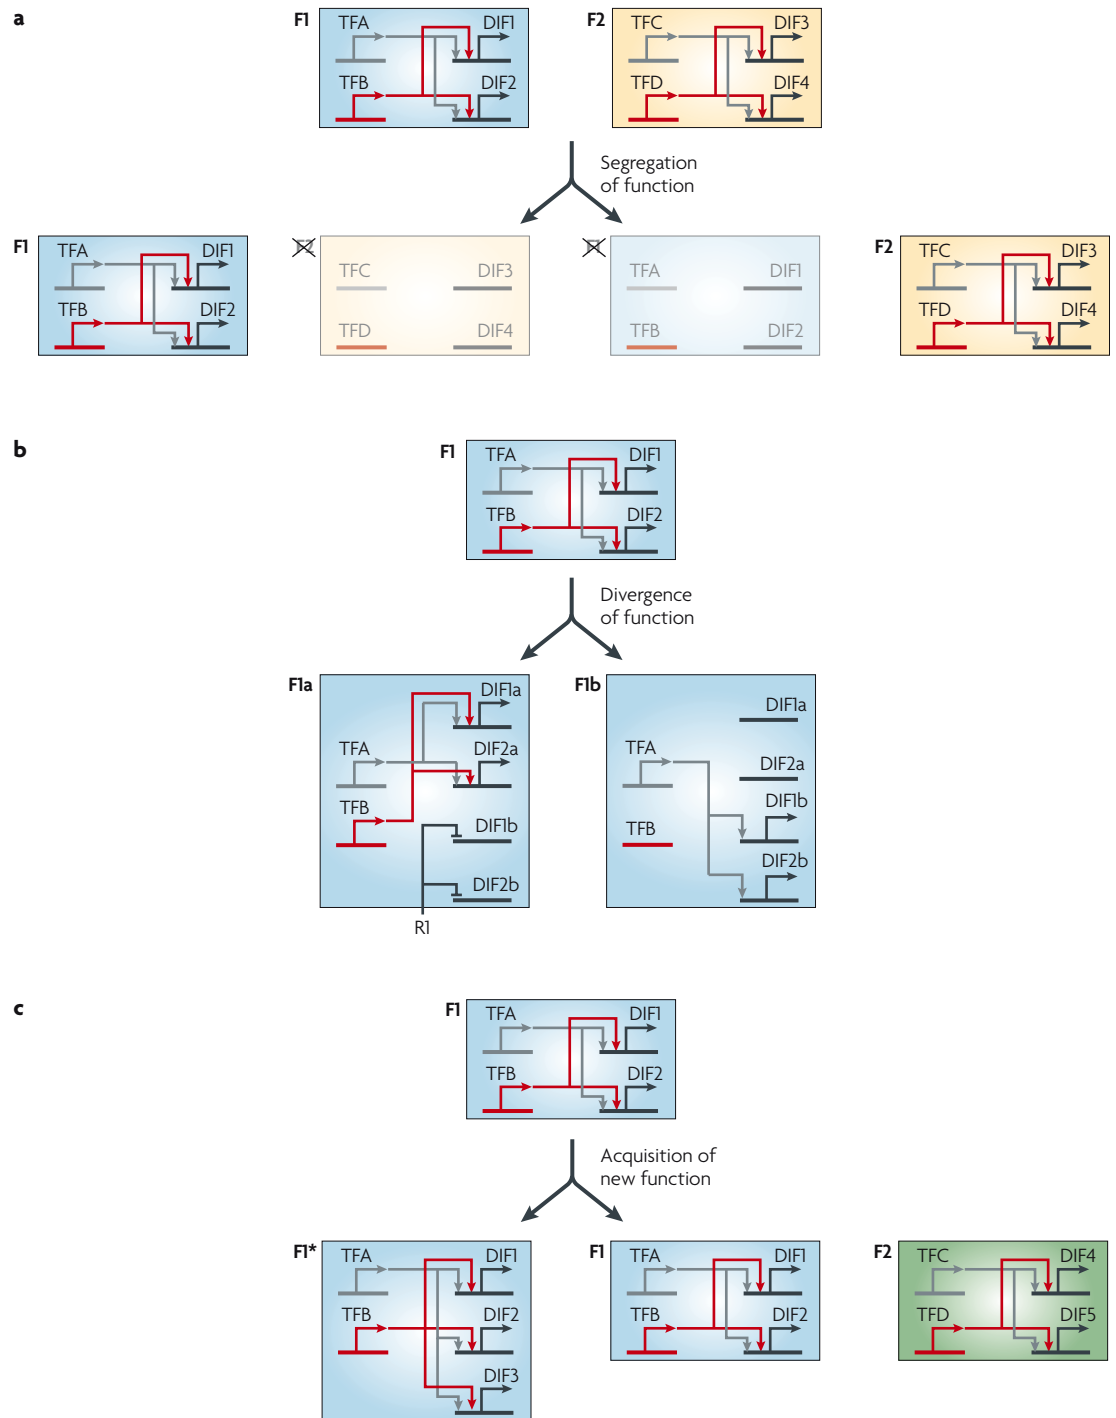 a
F1
TFA
DIF1
TFB
DIF2
F2
TFC
DIF3
TFD
DIF4
Segregation
of function
F1
TFA
DIF1
TFB
DIF2
F2
TFC
DIF3
TFD
DIF4
F1
TFA
DIF1
TFB
DIF2
F2
TFC
DIF3
TFD
DIF4
b
F1
TFA
DIF1
TFB
DIF2
Divergence
of function
F1a
DIF1a
TFA
DIF2a
TFB
DIF1b
DIF2b
R1
F1b
DIF1a
TFA
DIF2a
DIF1b
TFB
DIF2b
c
F1
TFA
DIF1
TFB
DIF2
Acquisition of
new function
F1*
TFA
DIF1
TFB
DIF2
DIF3
F1
TFA
DIF1
TFB
DIF2
F2
TFC
DIF4
TFD
DIF5